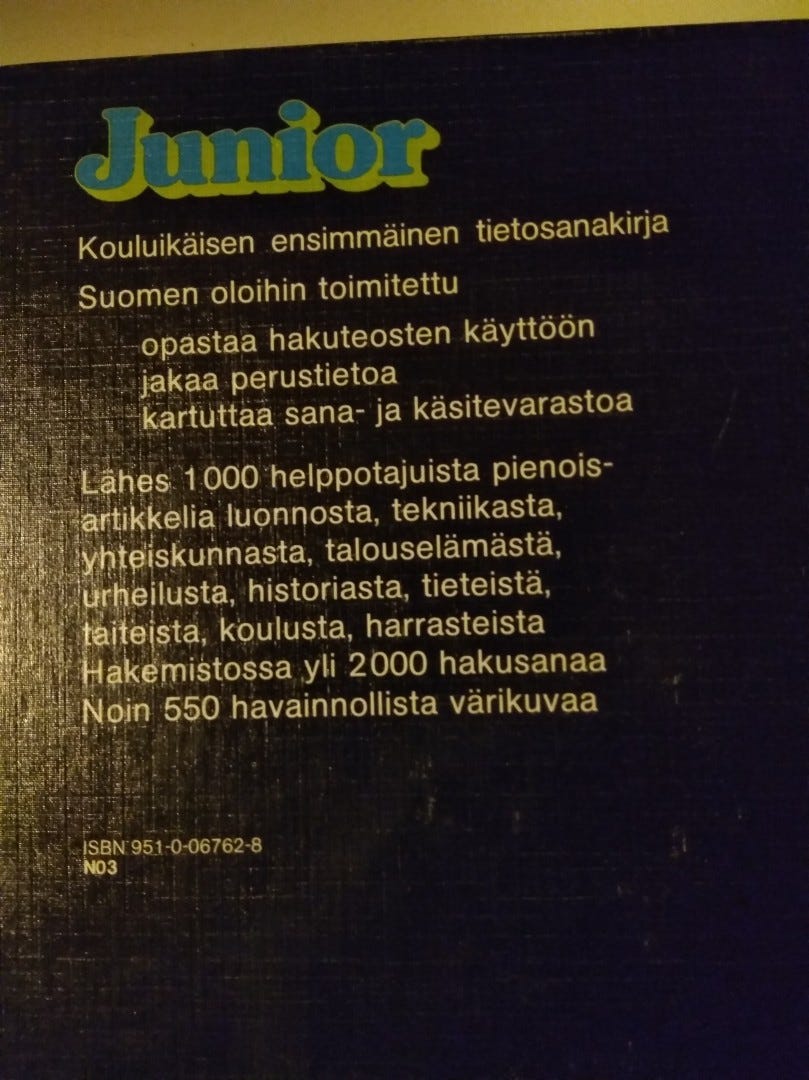 Junior
Kouluikäisen ensimmäinen tietosanakirja
Suomen oloihin toimitettu
opastaa hakuteosten käyttöön
jakaa perustietoa
kartuttaa sana- ja käsitevarastoa
Lähes 1000 helppotajuista pienois-
artikkelia luonnosta, tekniikasta,
yhteiskunnasta, talouselämästä,
urheilusta, historiasta, tieteistä,
taiteista, koulusta, harrasteista
Hakemistossa yli 2000 hakusanaa
Noin 550 havainnollista värikuvaa
ISBN 951-0-06762-8
N03